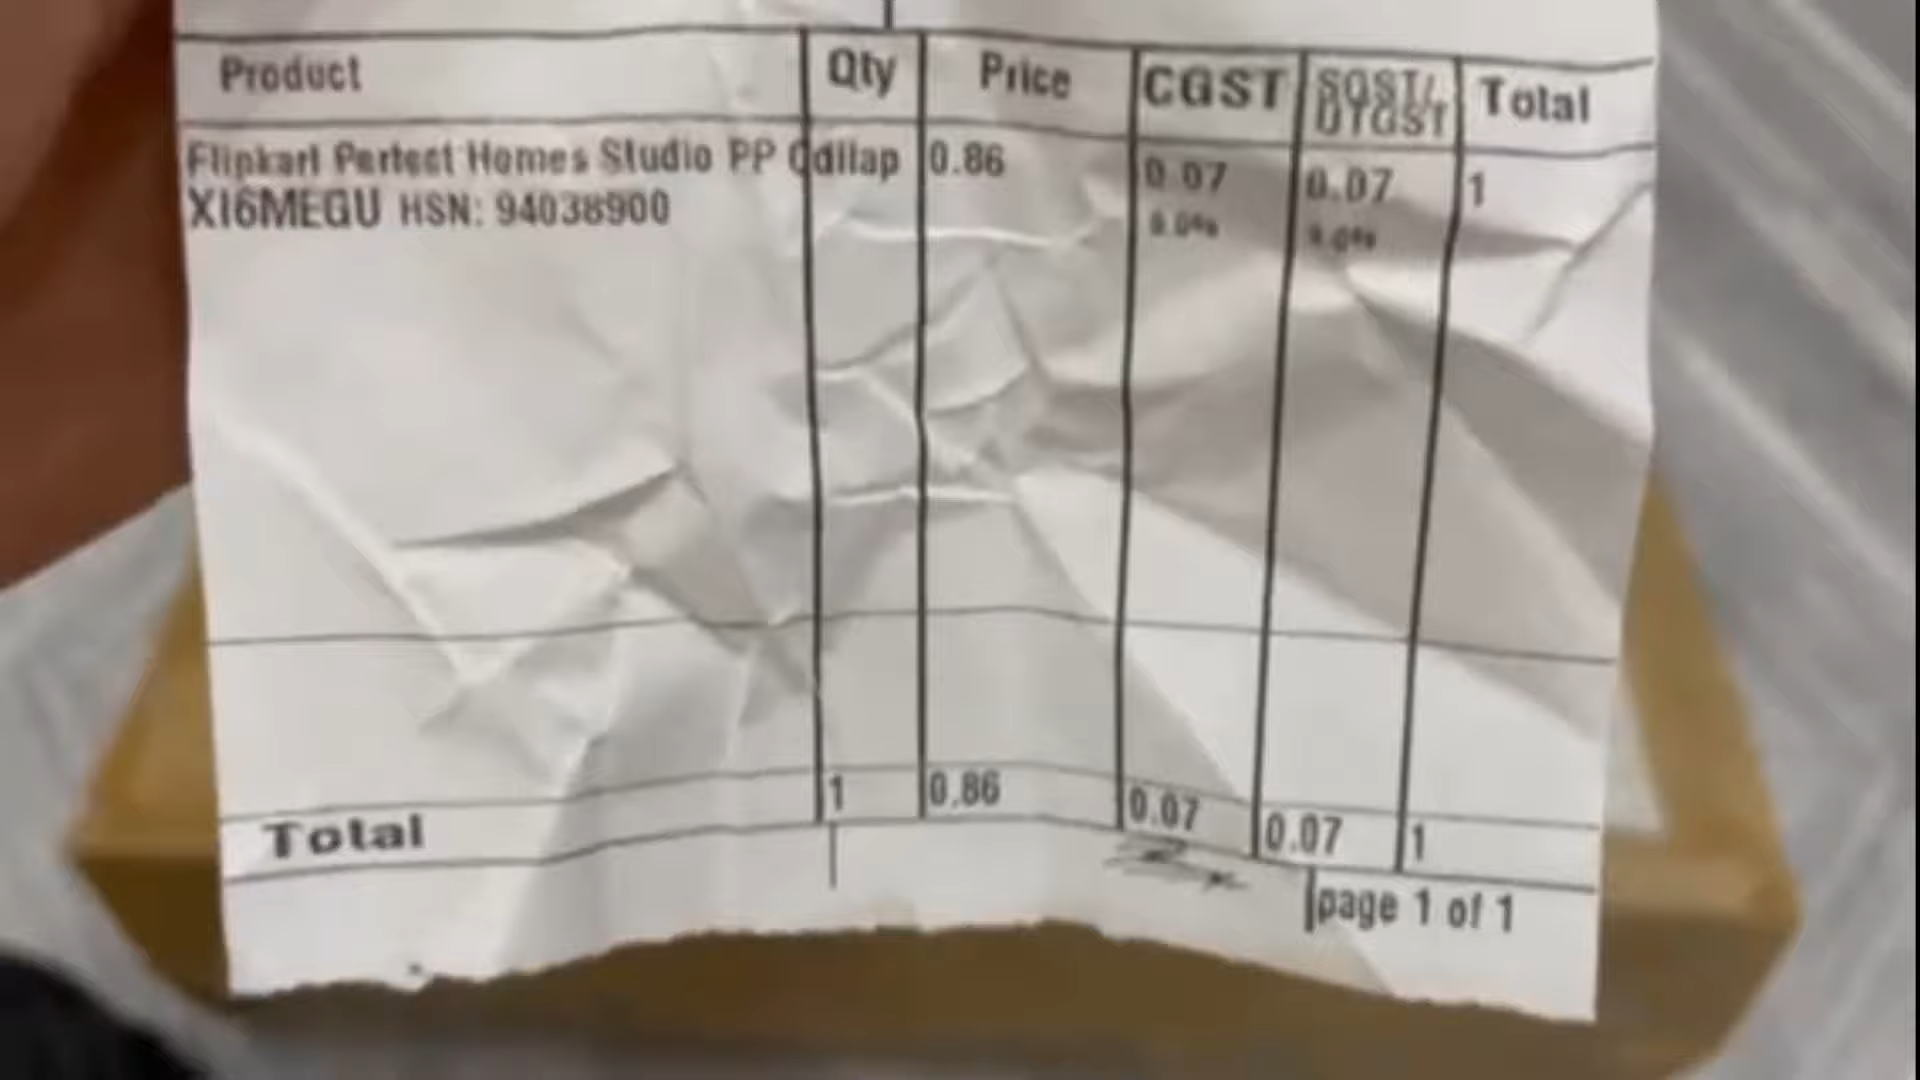 Product Qty Price CGST SGST/ Total
UTGST
Flipkart Perfect Homes Studio PP 0.86 0.07 0.07 1
XI6MEGU HSN: 94038900
Total 1 0.86 0.07 0.07 1
page 1 of 1